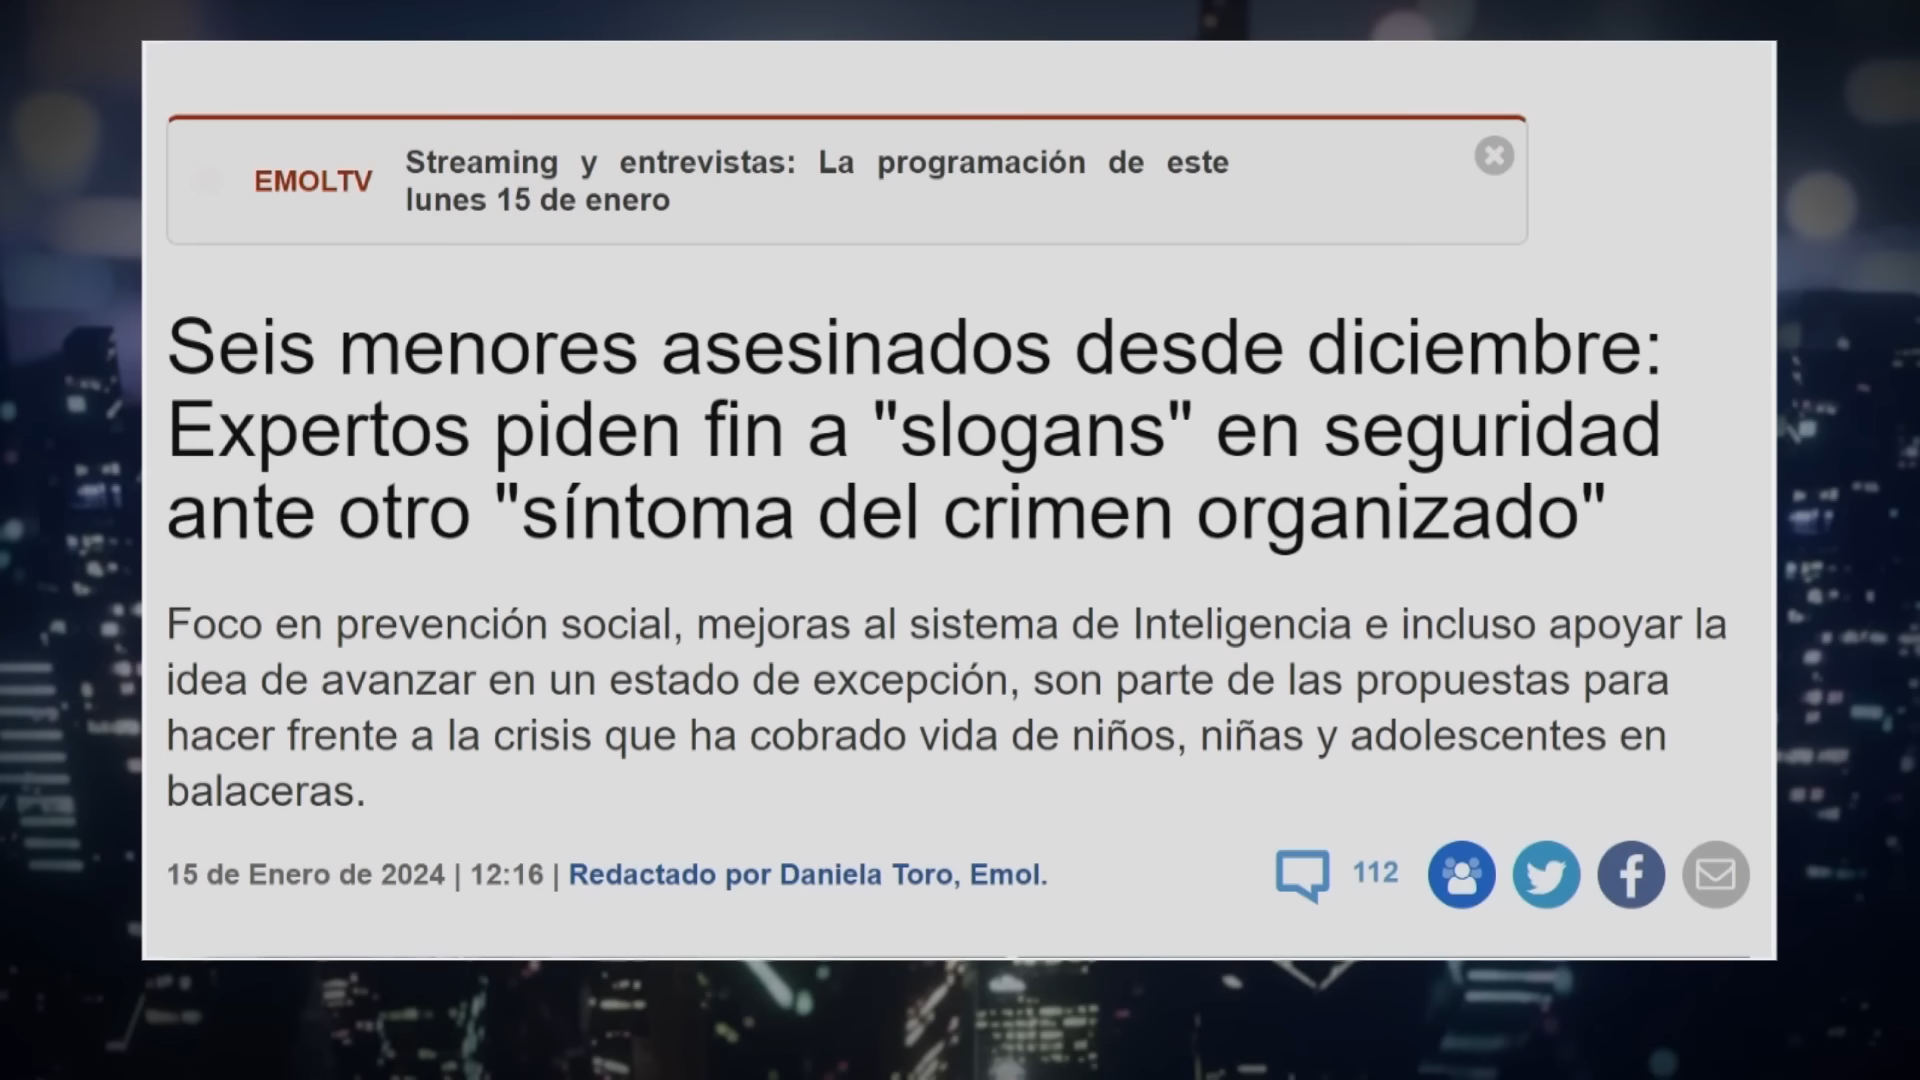 EMOLTV
Streaming y entrevistas: La programación de este
lunes 15 de enero
Seis menores asesinados desde diciembre:
Expertos piden fin a "slogans" en seguridad
ante otro "síntoma del crimen organizado"
Foco en prevención social, mejoras al sistema de Inteligencia e incluso apoyar la
idea de avanzar en un estado de excepción, son parte de las propuestas para
hacer frente a la crisis que ha cobrado vida de niños, niñas y adolescentes en
balaceras.
15 de Enero de 2024 | 12:16 | Redactado por Daniela Toro, Emol.
112